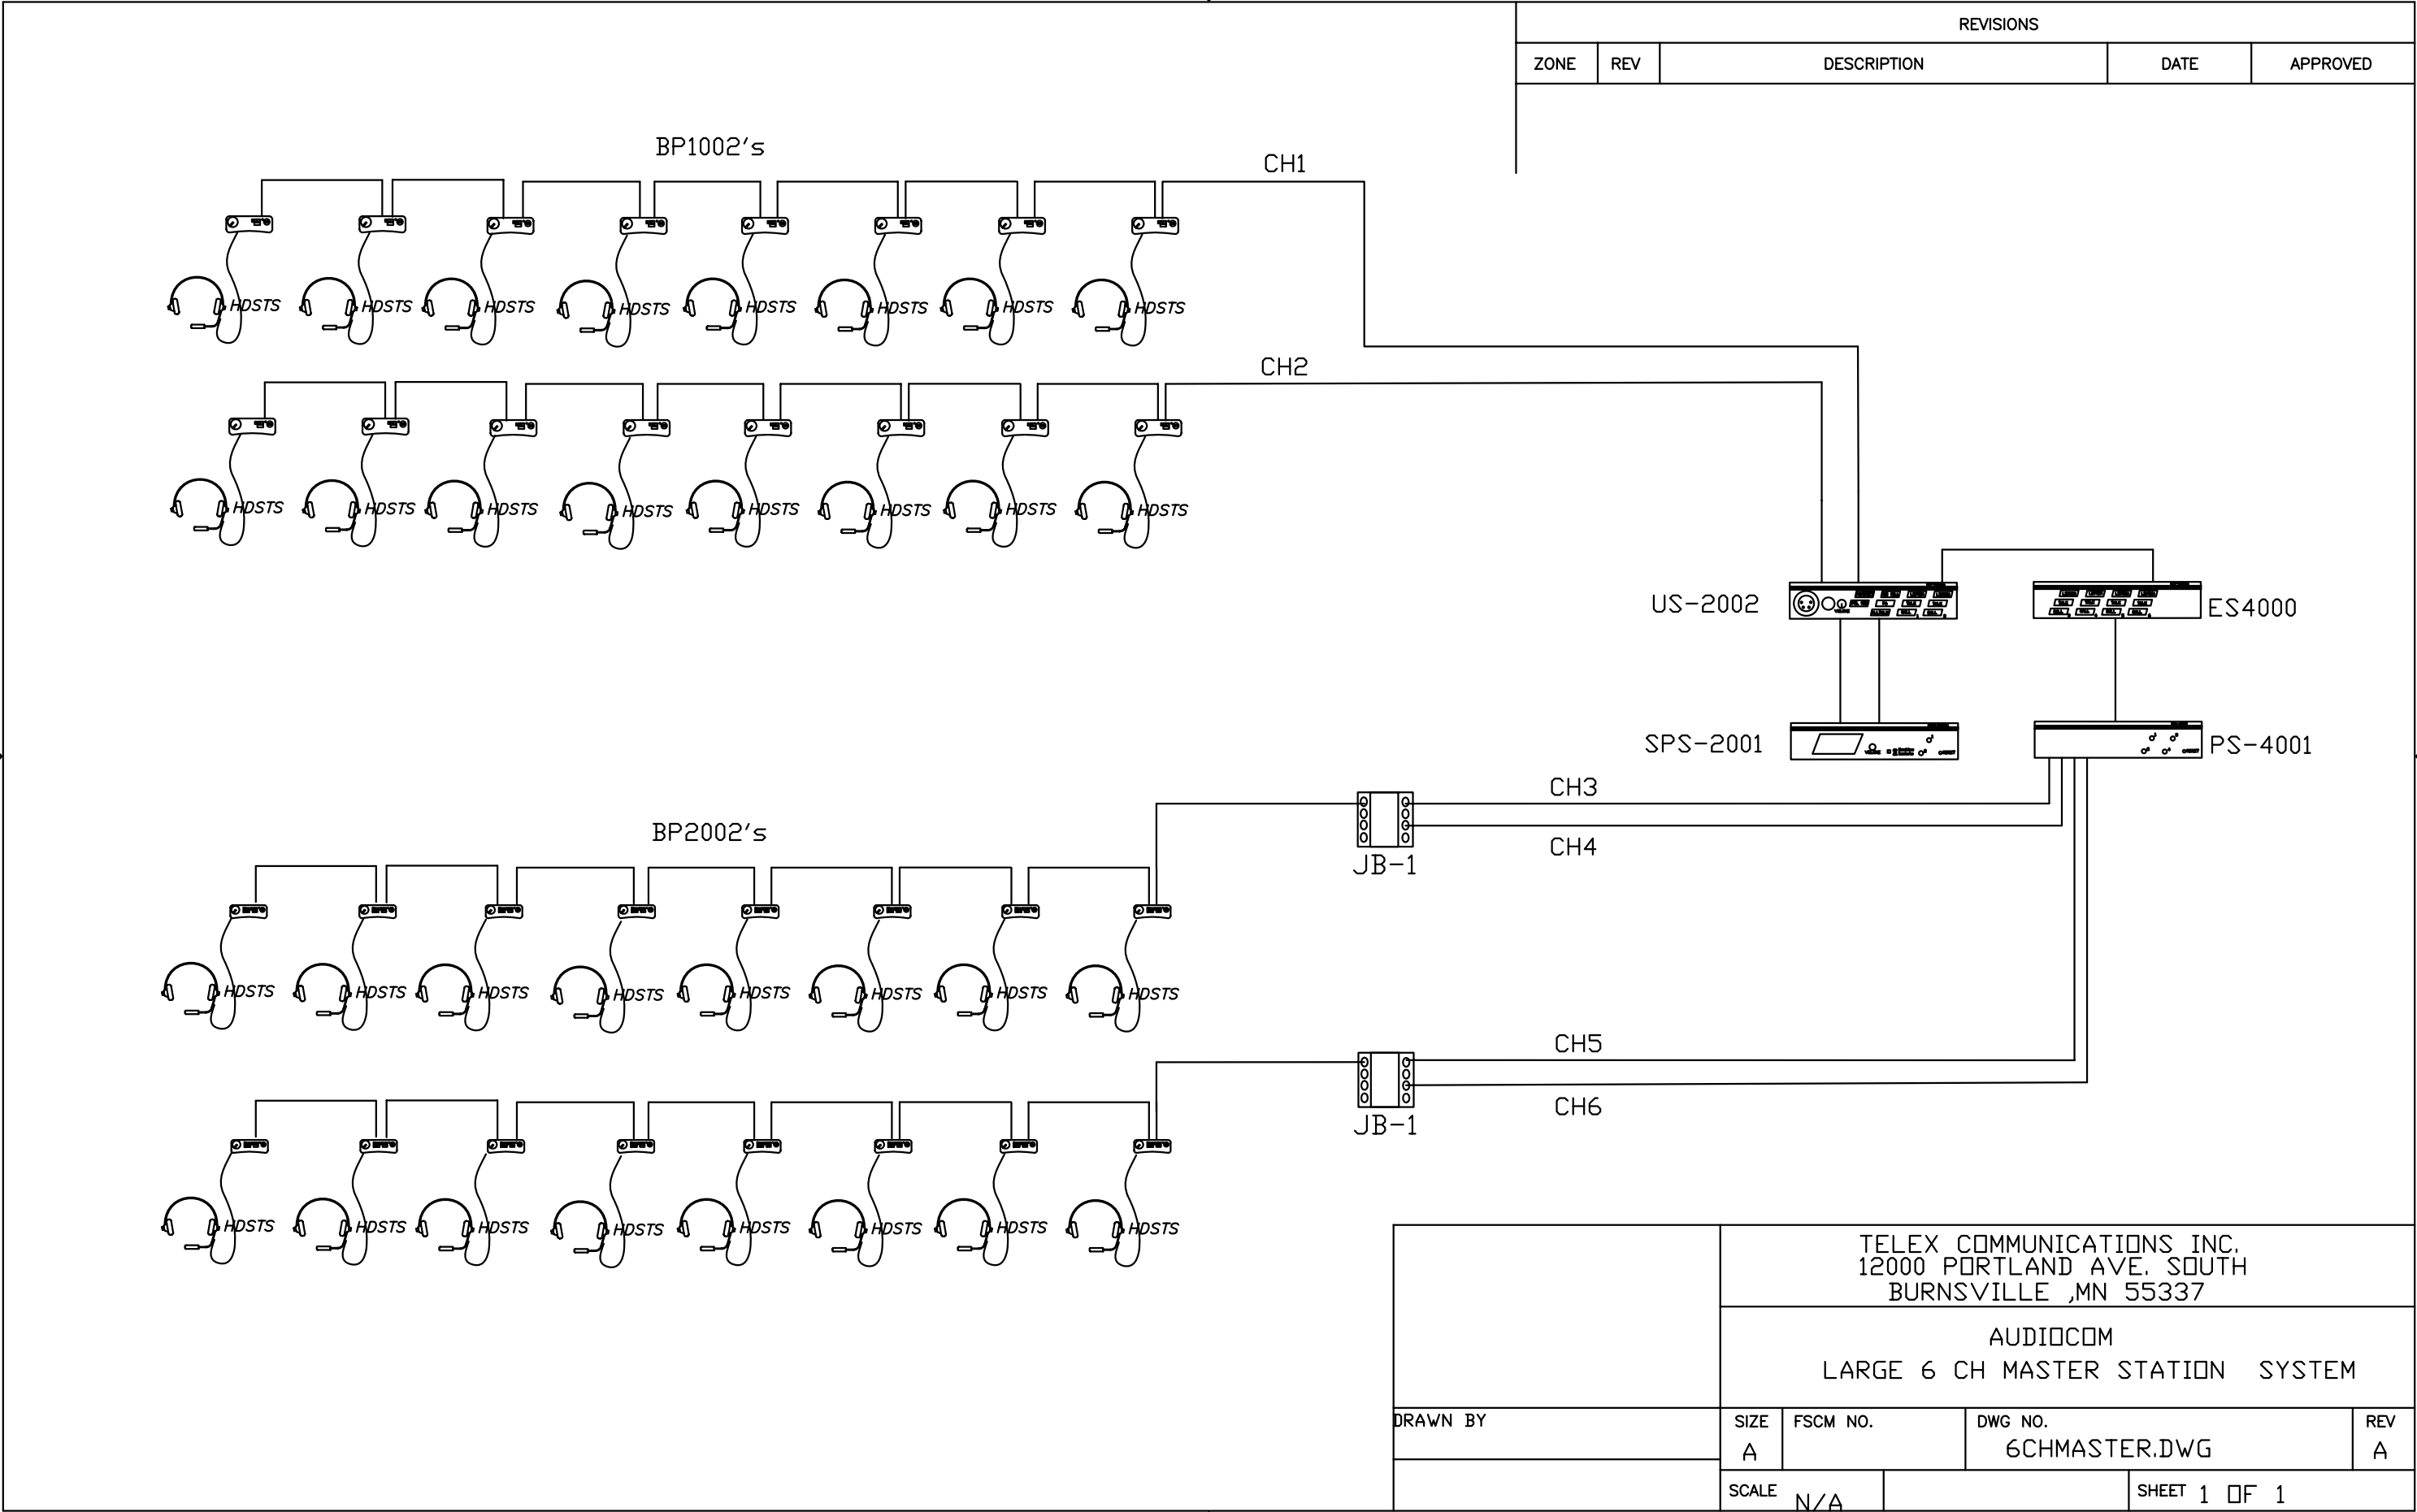 REVISIONS
ZONE REV DESCRIPTION DATE APPROVED
BP1002's
CH1
HDSTS HDSTS HDSTS HDSTS HDSTS HDSTS HDSTS HDSTS
CH2
HDSTS HDSTS HDSTS HDSTS HDSTS HDSTS HDSTS HDSTS
US-2002
ES4000
SPS-2001
PS-4001
CH3
BP2002's
CH4
JB-1
HDSTS HDSTS HDSTS HDSTS HDSTS HDSTS HDSTS HDSTS
CH5
CH6
JB-1
HDSTS HDSTS HDSTS HDSTS HDSTS HDSTS HDSTS HDSTS
TELEX COMMUNICATIONS INC.
12000 PORTLAND AVE. SOUTH
BURNSVILLE ,MN 55337
AUDIOCOM
LARGE 6 CH MASTER STATION SYSTEM
DRAWN BY
SIZE
A
FSCM NO.
DWG NO.
6CHMASTER.DWG
REV
A
SCALE N/A
SHEET 1 OF 1